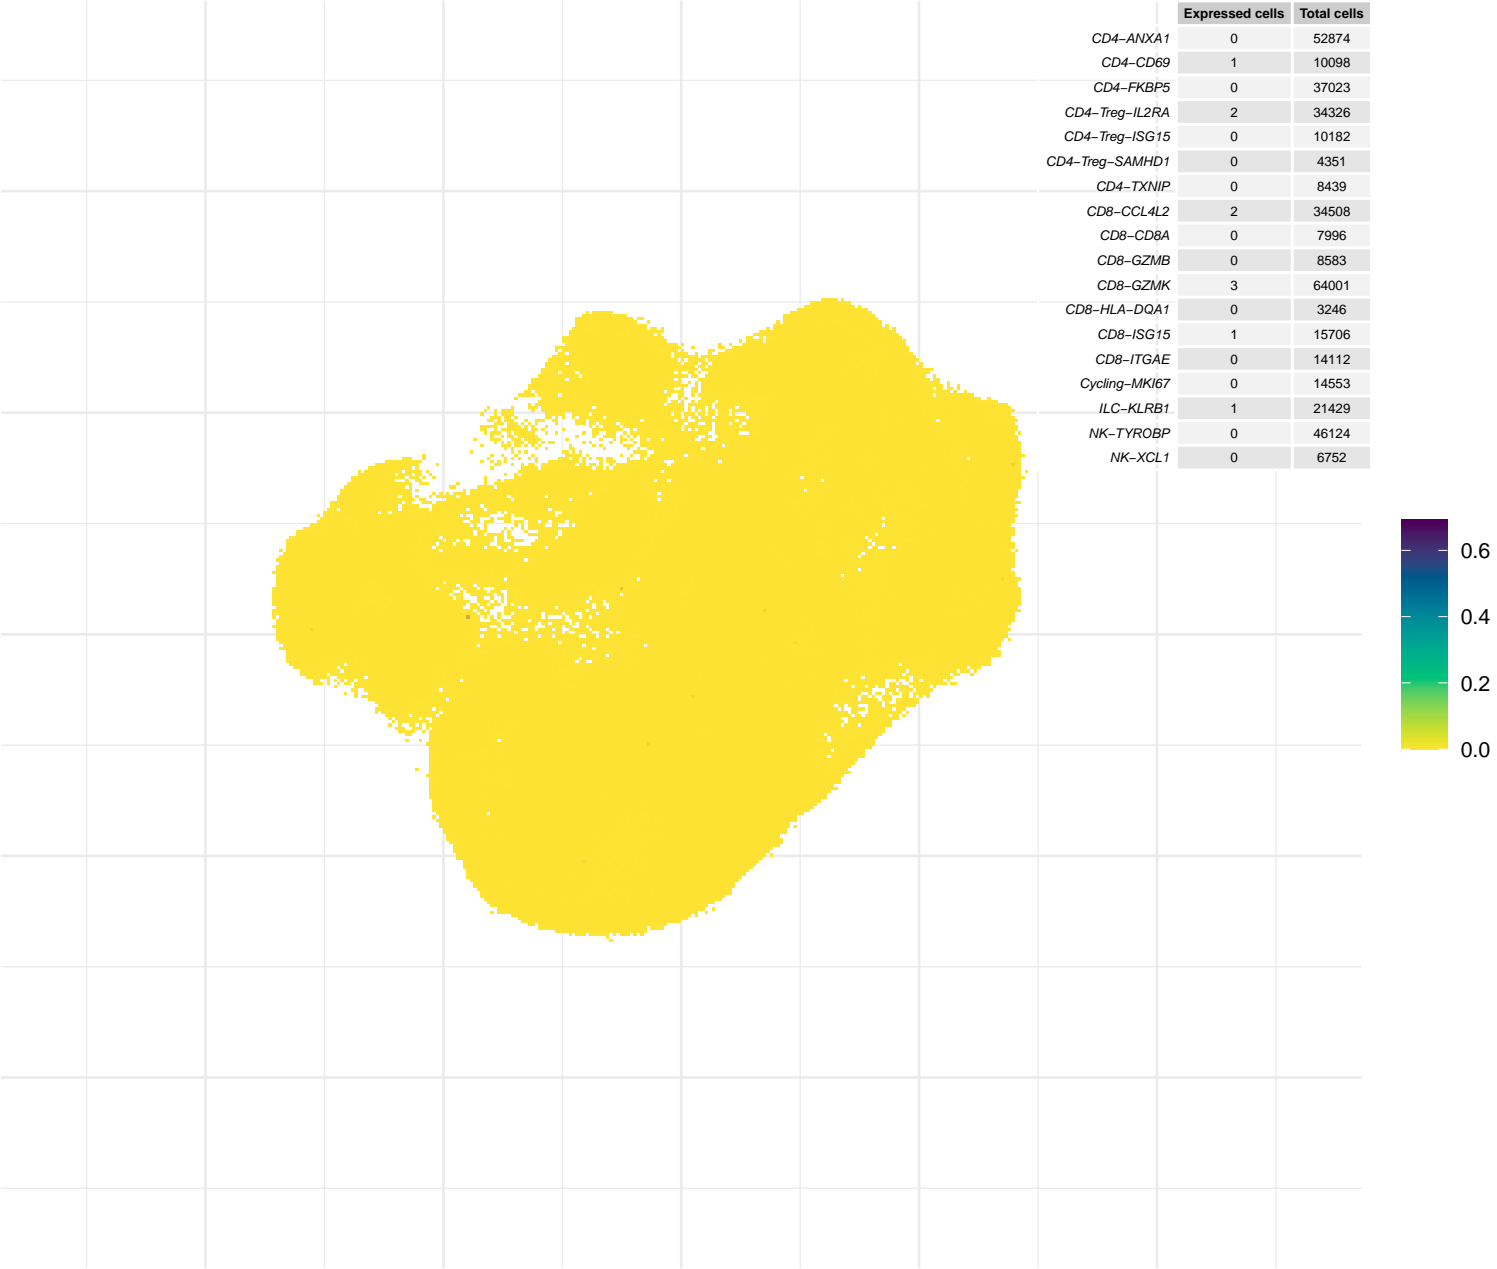 Expressed cells Total cells
CD4−ANXA1 0 52874
CD4−CD69 1 10098
CD4−FKBP5 0 37023
CD4−Treg−IL2RA 2 34326
CD4−Treg−ISG15 0 10182
CD4−Treg−SAMHD1 0 4351
CD4−TXNIP 0 8439
CD8−CCL4L2 2 34508
CD8−CD8A 0 7996
CD8−GZMB 0 8583
CD8−GZMK 3 64001
CD8−HLA−DQA1 0 3246
CD8−ISG15 1 15706
CD8−ITGAE 0 14112
Cycling−MKI67 0 14553
ILC−KLRB1 1 21429
NK−TYROBP 0 46124
NK−XCL1 0 6752
0.6
0.4
0.2
0.0